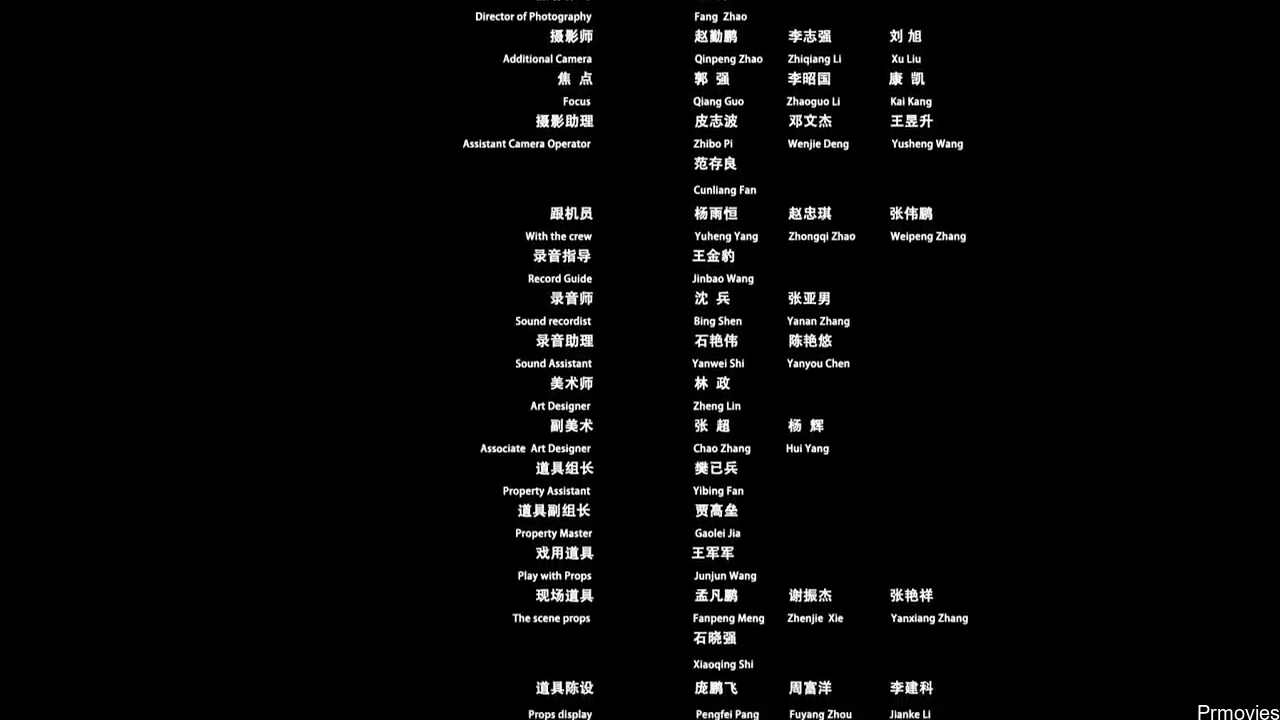 Director of Photography Fang Zhao
摄影师 赵勤鹏 李志强 刘 旭
Additional Camera Qinpeng Zhao Zhiqiang Li Xu Liu
焦 点 郭 强 李昭国 康 凯
Focus Qiang Guo Zhaoguo Li Kai Kang
摄影助理 皮志波 邓文杰 王昱升
Assistant Camera Operator Zhibo Pi Wenjie Deng Yusheng Wang
范存良
Cunliang Fan
跟机员 杨雨恒 赵忠琪 张伟鹏
With the crew Yuheng Yang Zhongqi Zhao Weipeng Zhang
录音指导 王金豹
Record Guide Jinbao Wang
录音师 沈 兵 张亚男
Sound recordist Bing Shen Yanan Zhang
录音助理 石艳伟 陈艳悠
Sound Assistant Yanwei Shi Yanyou Chen
美术师 林 政
Art Designer Zheng Lin
副美术 张 超 杨 辉
Associate Art Designer Chao Zhang Hui Yang
道具组长 樊已兵
Property Assistant Yibing Fan
道具副组长 贾高垒
Property Master Gaolei Jia
戏用道具 王军军
Play with Props Junjun Wang
现场道具 孟凡鹏 谢振杰 张艳祥
The scene props Fanpeng Meng Zhenjie Xie Yanxiang Zhang
石晓强
Xiaoqing Shi
道具陈设 庞鹏飞 周富洋 李建科
Props display Pengfei Pang Fuyang Zhou Jianke Li
Prmovies